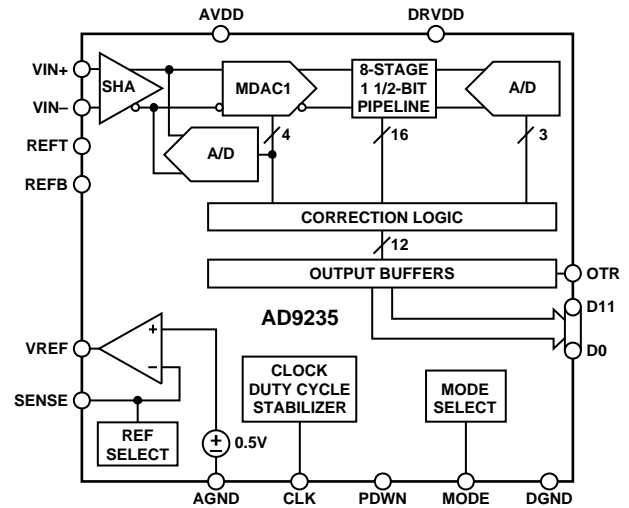 AVDD
DRVDD
VIN+
VIN–
REFT
REFB
SHA
MDAC1
8-STAGE
1 1/2-BIT
PIPELINE
A/D
A/D
4
16
3
CORRECTION LOGIC
12
OUTPUT BUFFERS
OTR
D11
D0
AD9235
VREF
SENSE
+
–
REF
SELECT
+
–
0.5V
CLOCK
DUTY CYCLE
STABILIZER
MODE
SELECT
AGND
CLK
PDWN
MODE
DGND